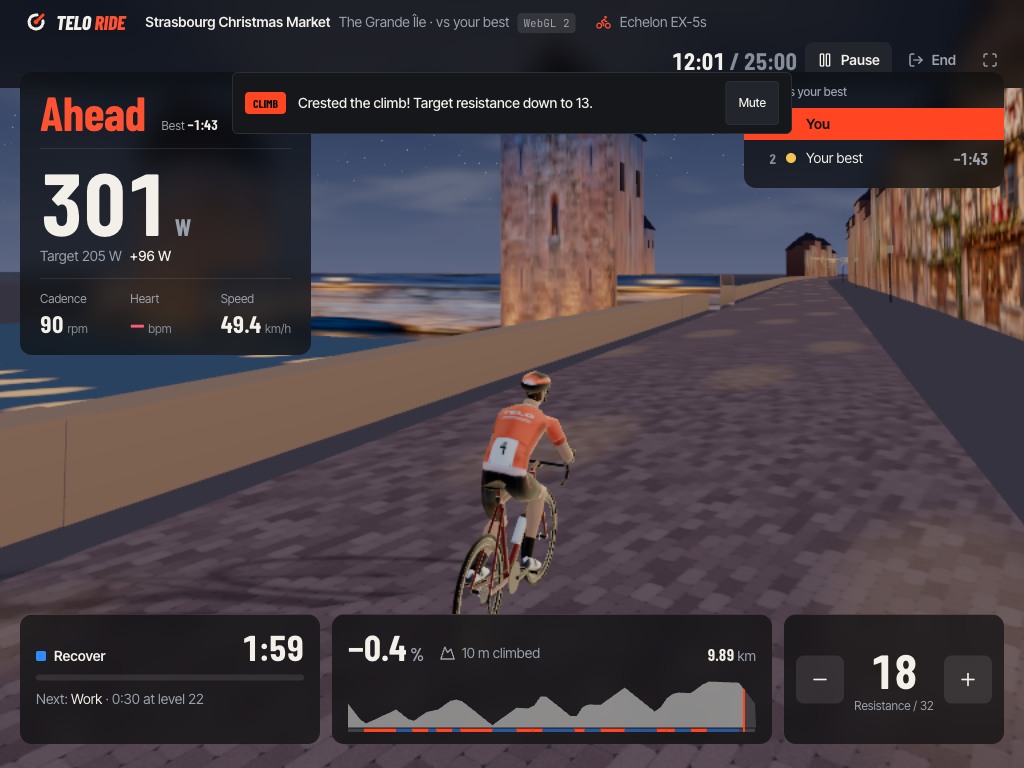 TELO RIDE Strasbourg Christmas Market The Grande Île · vs your best WebGL 2 Echelon EX-5s
12:01 / 25:00 Pause End
CLIMB Crested the climb! Target resistance down to 13. Mute
s your best
Ahead Best −1:43
You
2 Your best −1:43
301 W
Target 205 W +96 W
Cadence Heart Speed
90 rpm – bpm 49.4 km/h
TELO
Recover 1:59
Next: Work · 0:30 at level 22
−0.4 % 10 m climbed 9.89 km
− 18 +
Resistance / 32